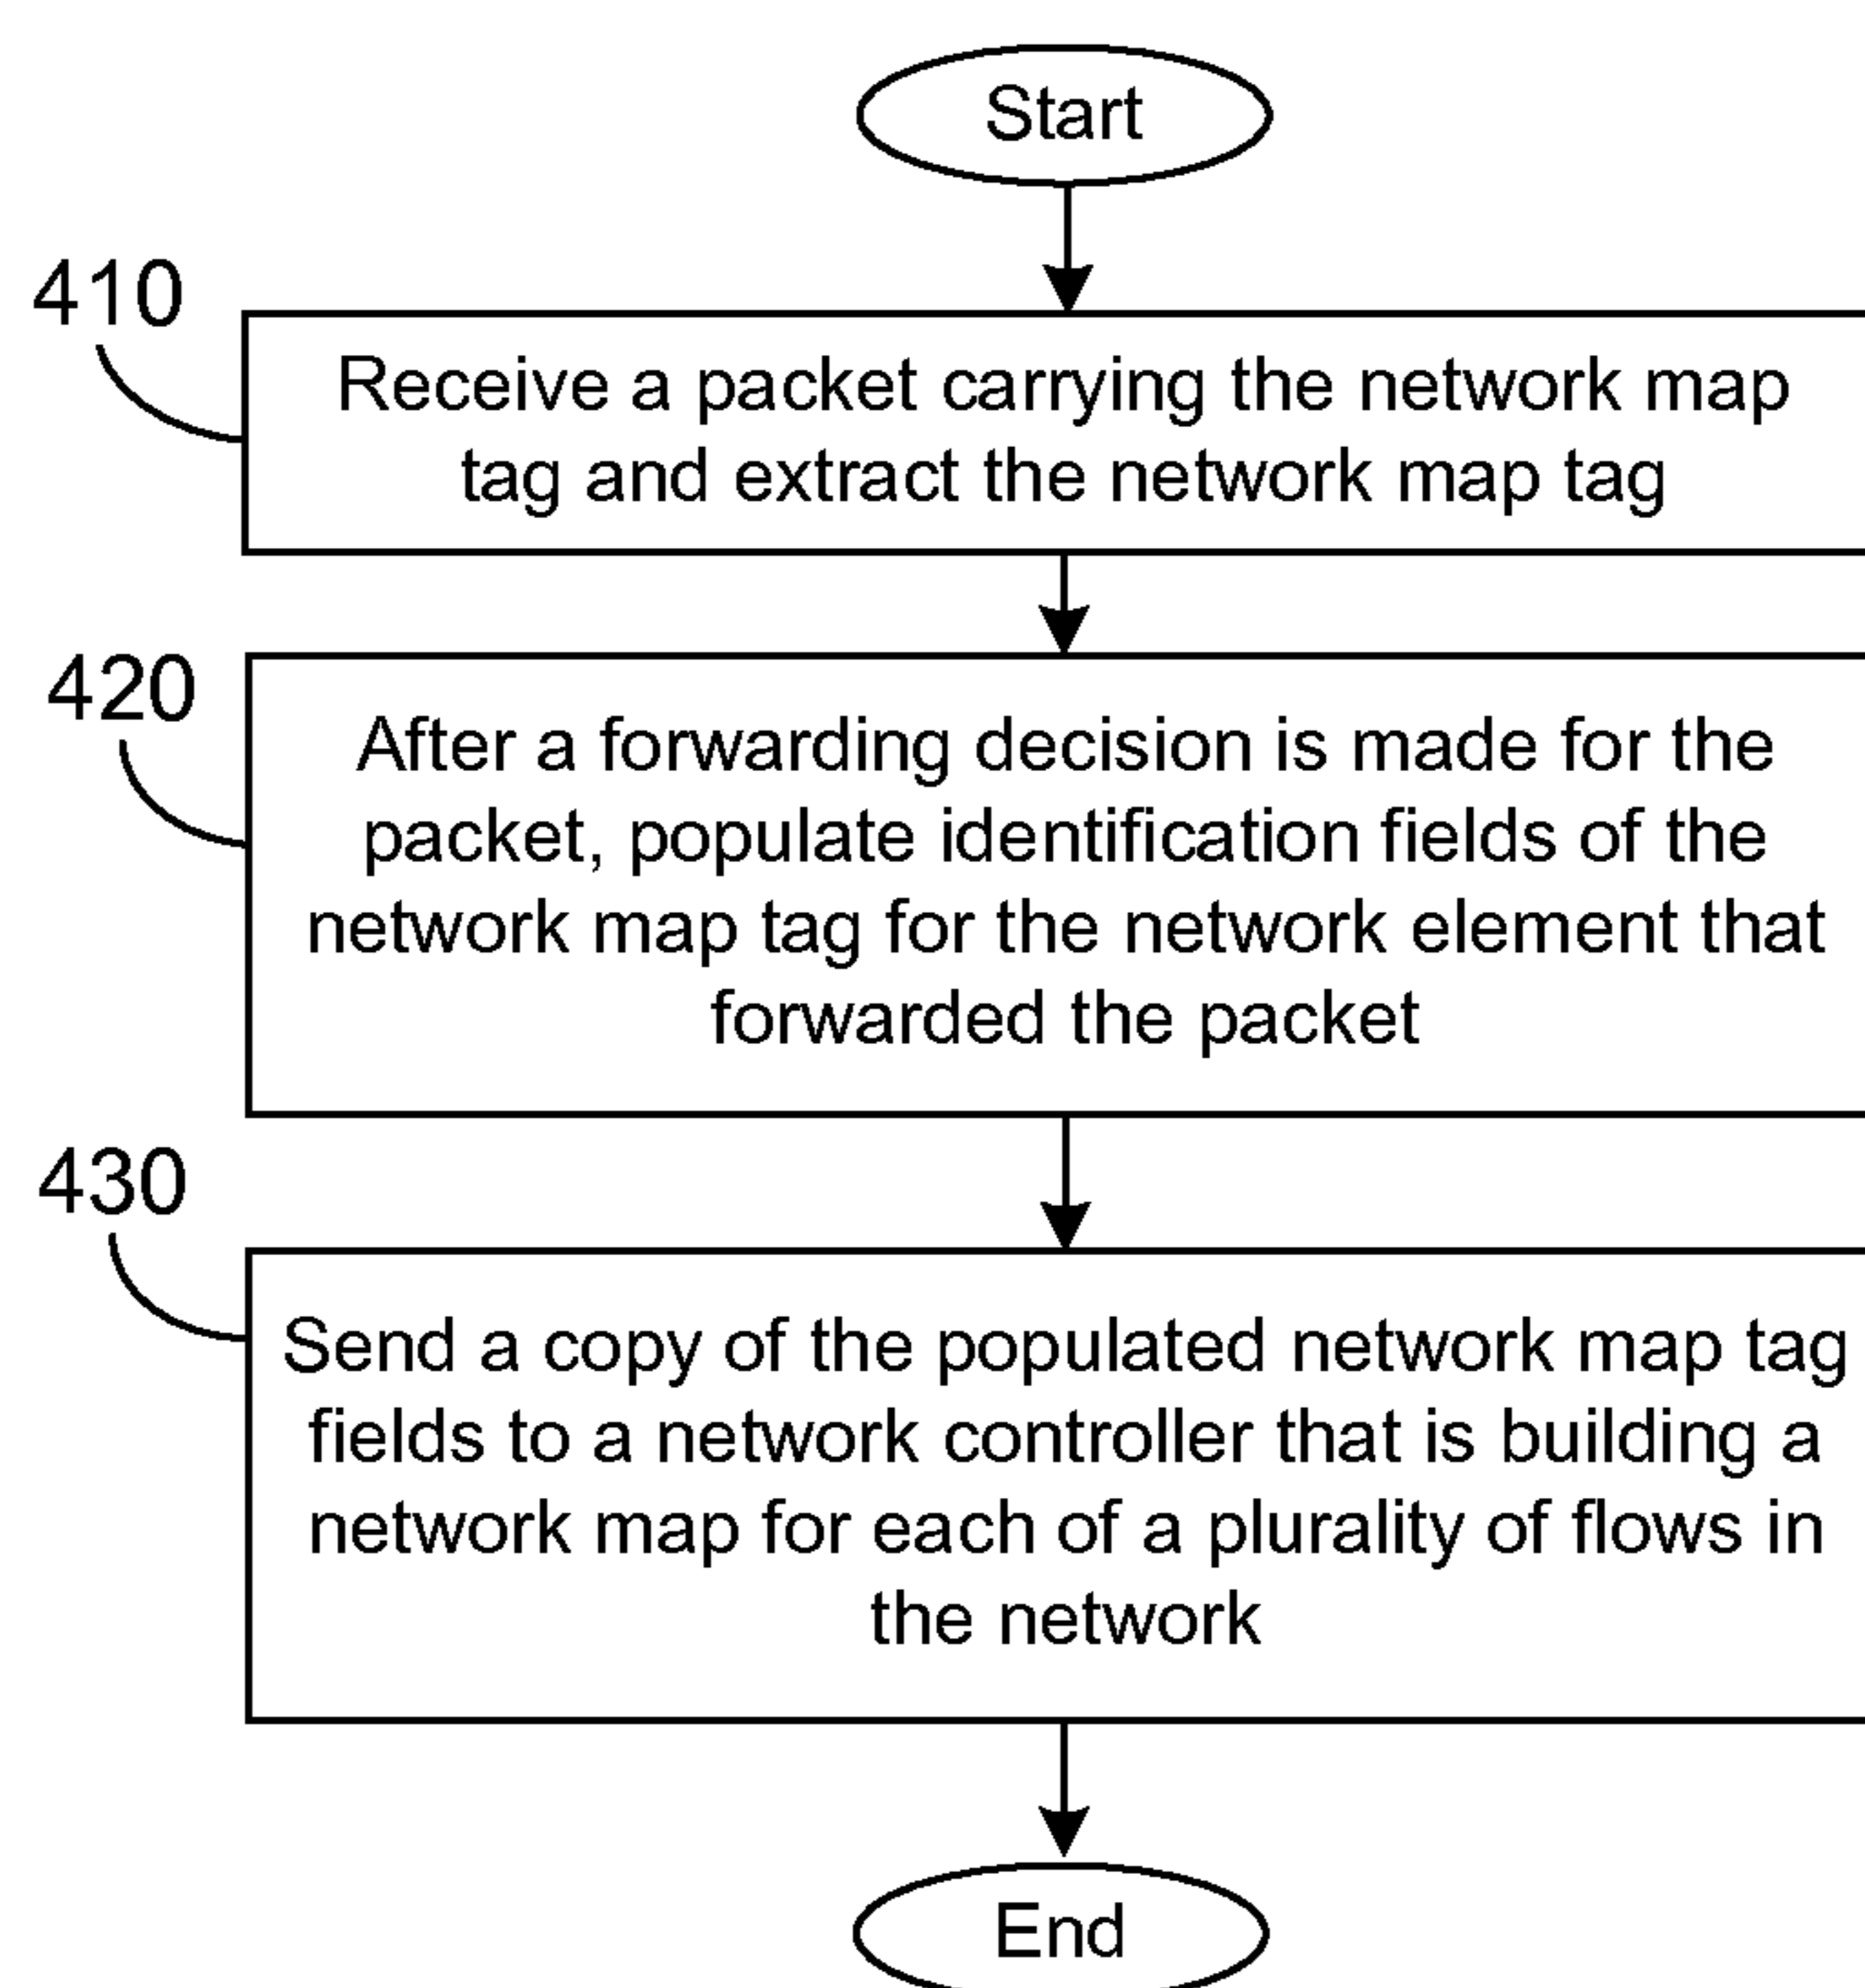 Start
410
Receive a packet carrying the network map
tag and extract the network map tag
420
After a forwarding decision is made for the
packet, populate identification fields of the
network map tag for the network element that
forwarded the packet
430
Send a copy of the populated network map tag
fields to a network controller that is building a
network map for each of a plurality of flows in
the network
End